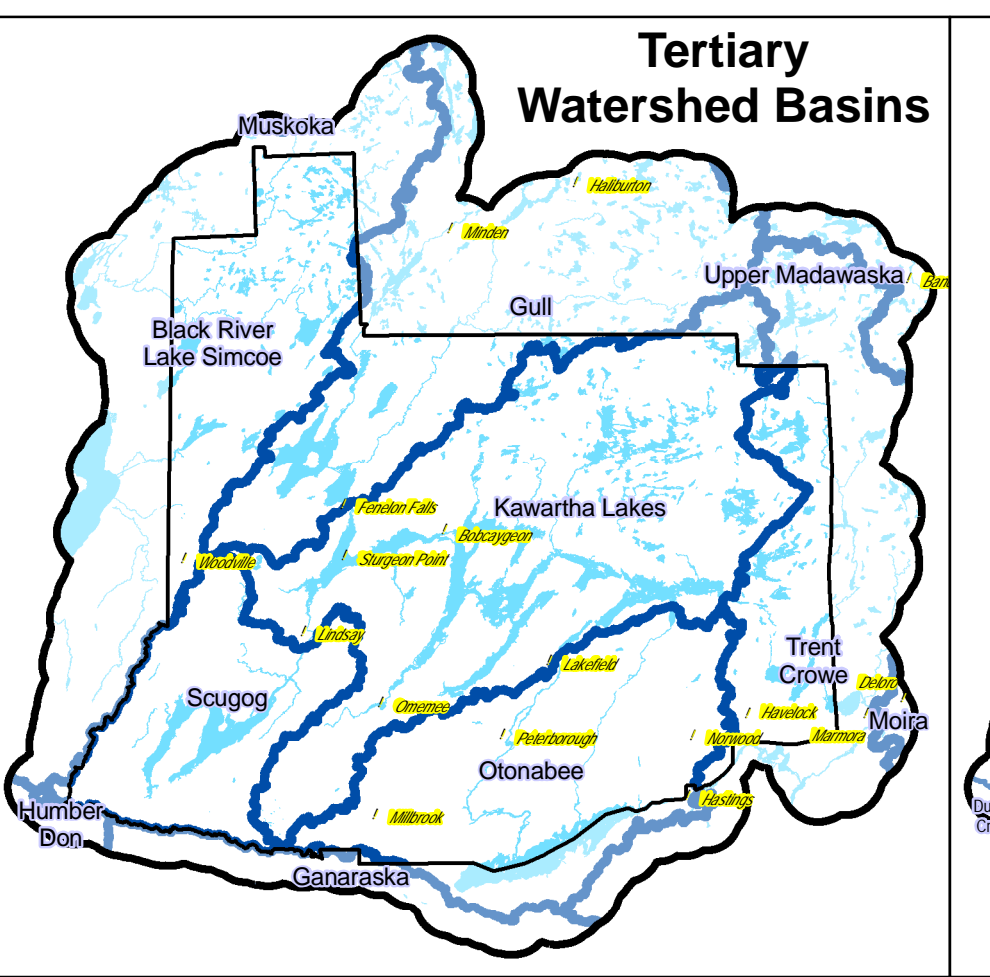 Tertiary
Watershed Basins
Muskoka
Haliburton
Minden
Upper Madawaska
Gull
Black River
Lake Simcoe
Fenelon Falls
Kawartha Lakes
Bobcaygeon
Woodville
Sturgeon Point
Lindsay
Trent
Crowe
Lakefield
Deloro
Scugog
Omemee
Havelock
Moira
Peterborough
Norwood
Marmora
Otonabee
Hastings
Humber
Don
Millbrook
Ganaraska